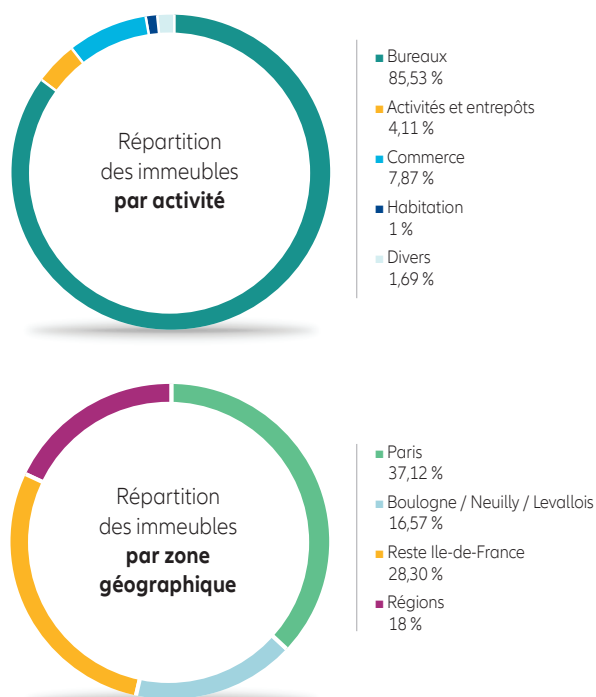 Répartition
des immeubles
par activité
Bureaux
85,53 %
Activités et entrepôts
4,11 %
Commerce
7,87 %
Habitation
1 %
Divers
1,69 %
Répartition
des immeubles
par zone
géographique
Paris
37,12 %
Boulogne / Neuilly / Levallois
16,57 %
Reste Ile-de-France
28,30 %
Régions
18 %